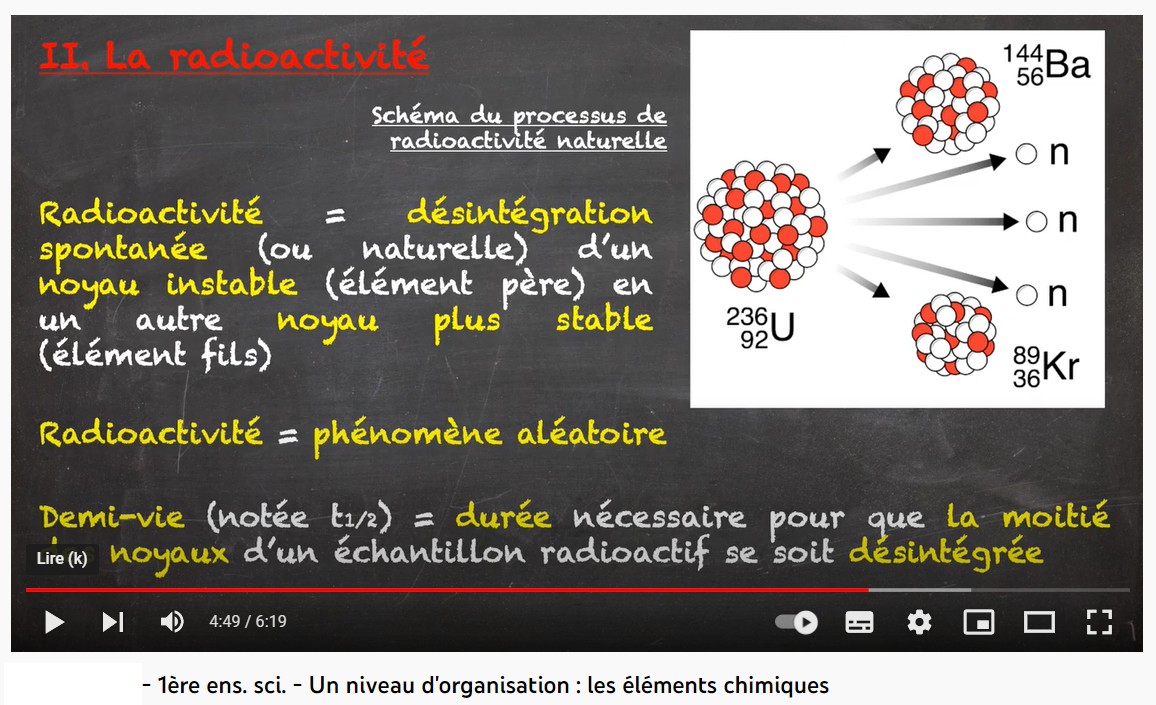 II. La radioactivité
Schéma du processus de
radioactivité naturelle
Radioactivité = désintégration
spontanée (ou naturelle) d'un
noyau instable (élément père) en
un autre noyau plus stable
(élément fils)
144
56 Ba
n
n
n
236
92 U
89
36 Kr
Radioactivité = phénomène aléatoire
Demi-vie (notée t1/2) = durée nécessaire pour que la moitié
noyaux d'un échantillon radioactif se soit désintégrée
Lire (k)
4:49 / 6:19
- 1ère ens. sci. - Un niveau d'organisation : les éléments chimiques